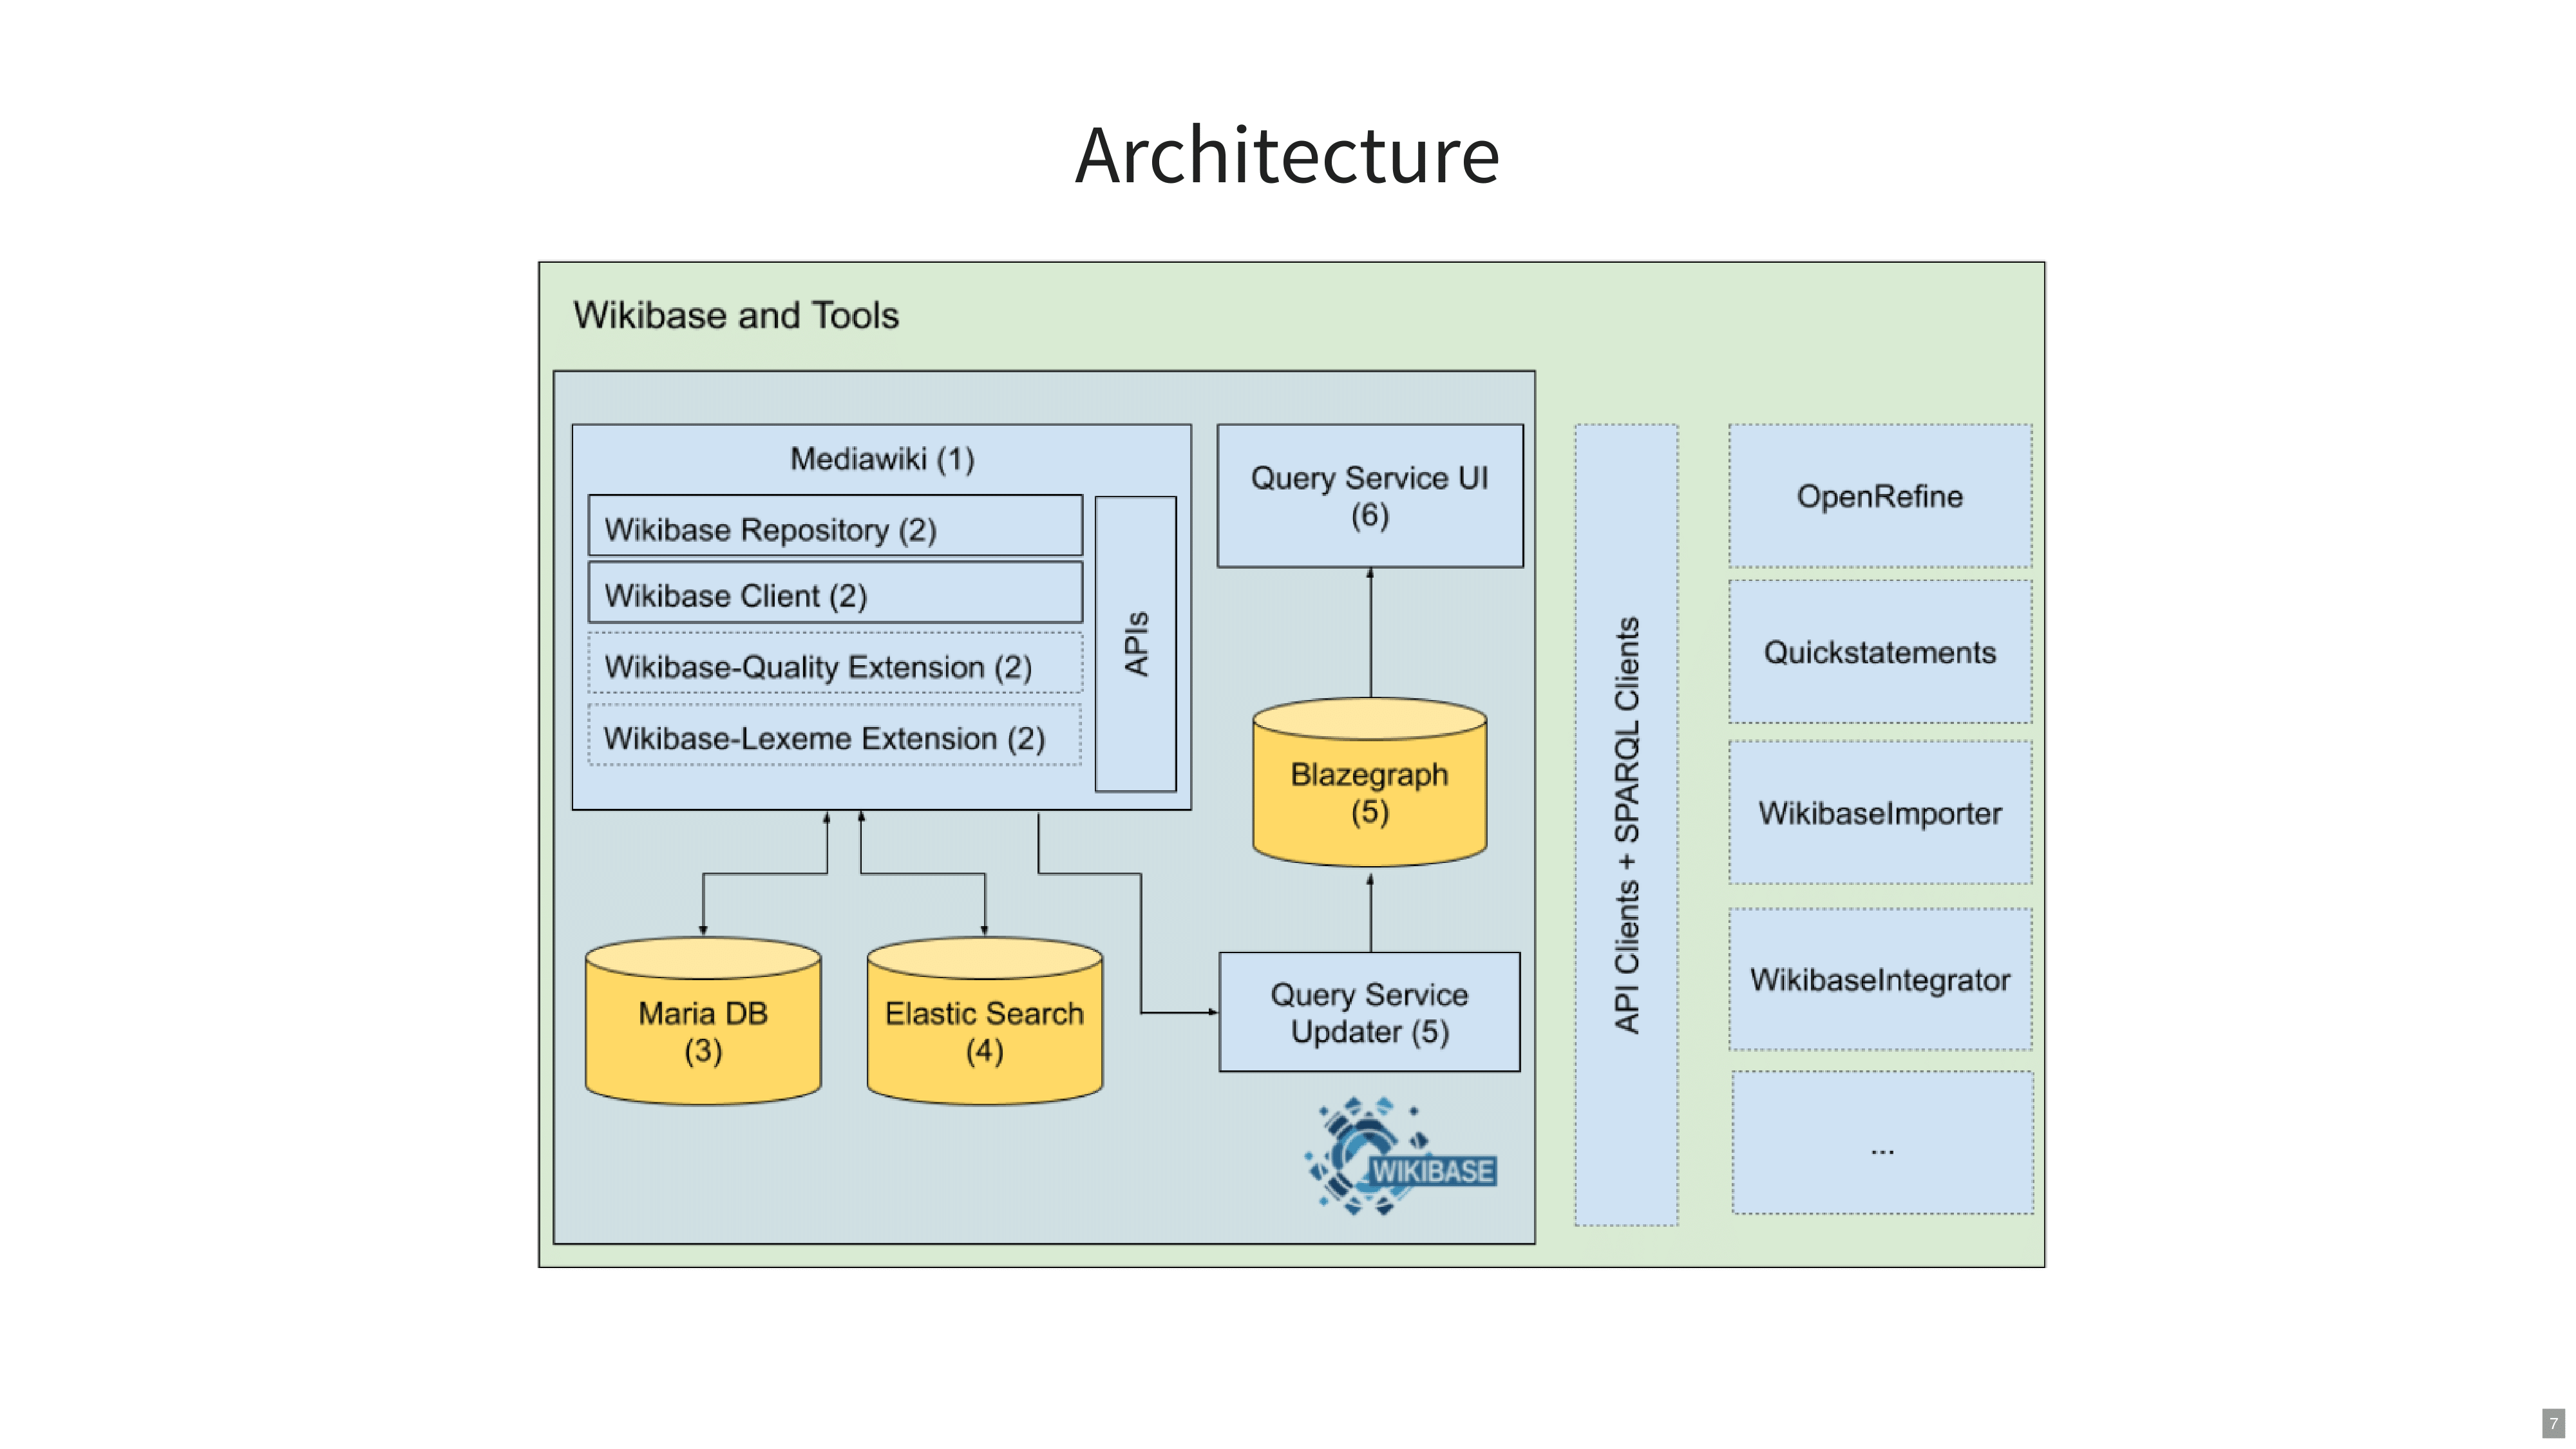 Architecture
Wikibase and Tools
Mediawiki (1)
Wikibase Repository (2)
Wikibase Client (2)
Wikibase-Quality Extension (2)
Wikibase-Lexeme Extension (2)
APIs
Maria DB
(3)
Elastic Search
(4)
Query Service UI
(6)
Blazegraph
(5)
Query Service
Updater (5)
WIKIBASE
API Clients + SPARQL Clients
OpenRefine
Quickstatements
WikibaseImporter
WikibaseIntegrator
...
7